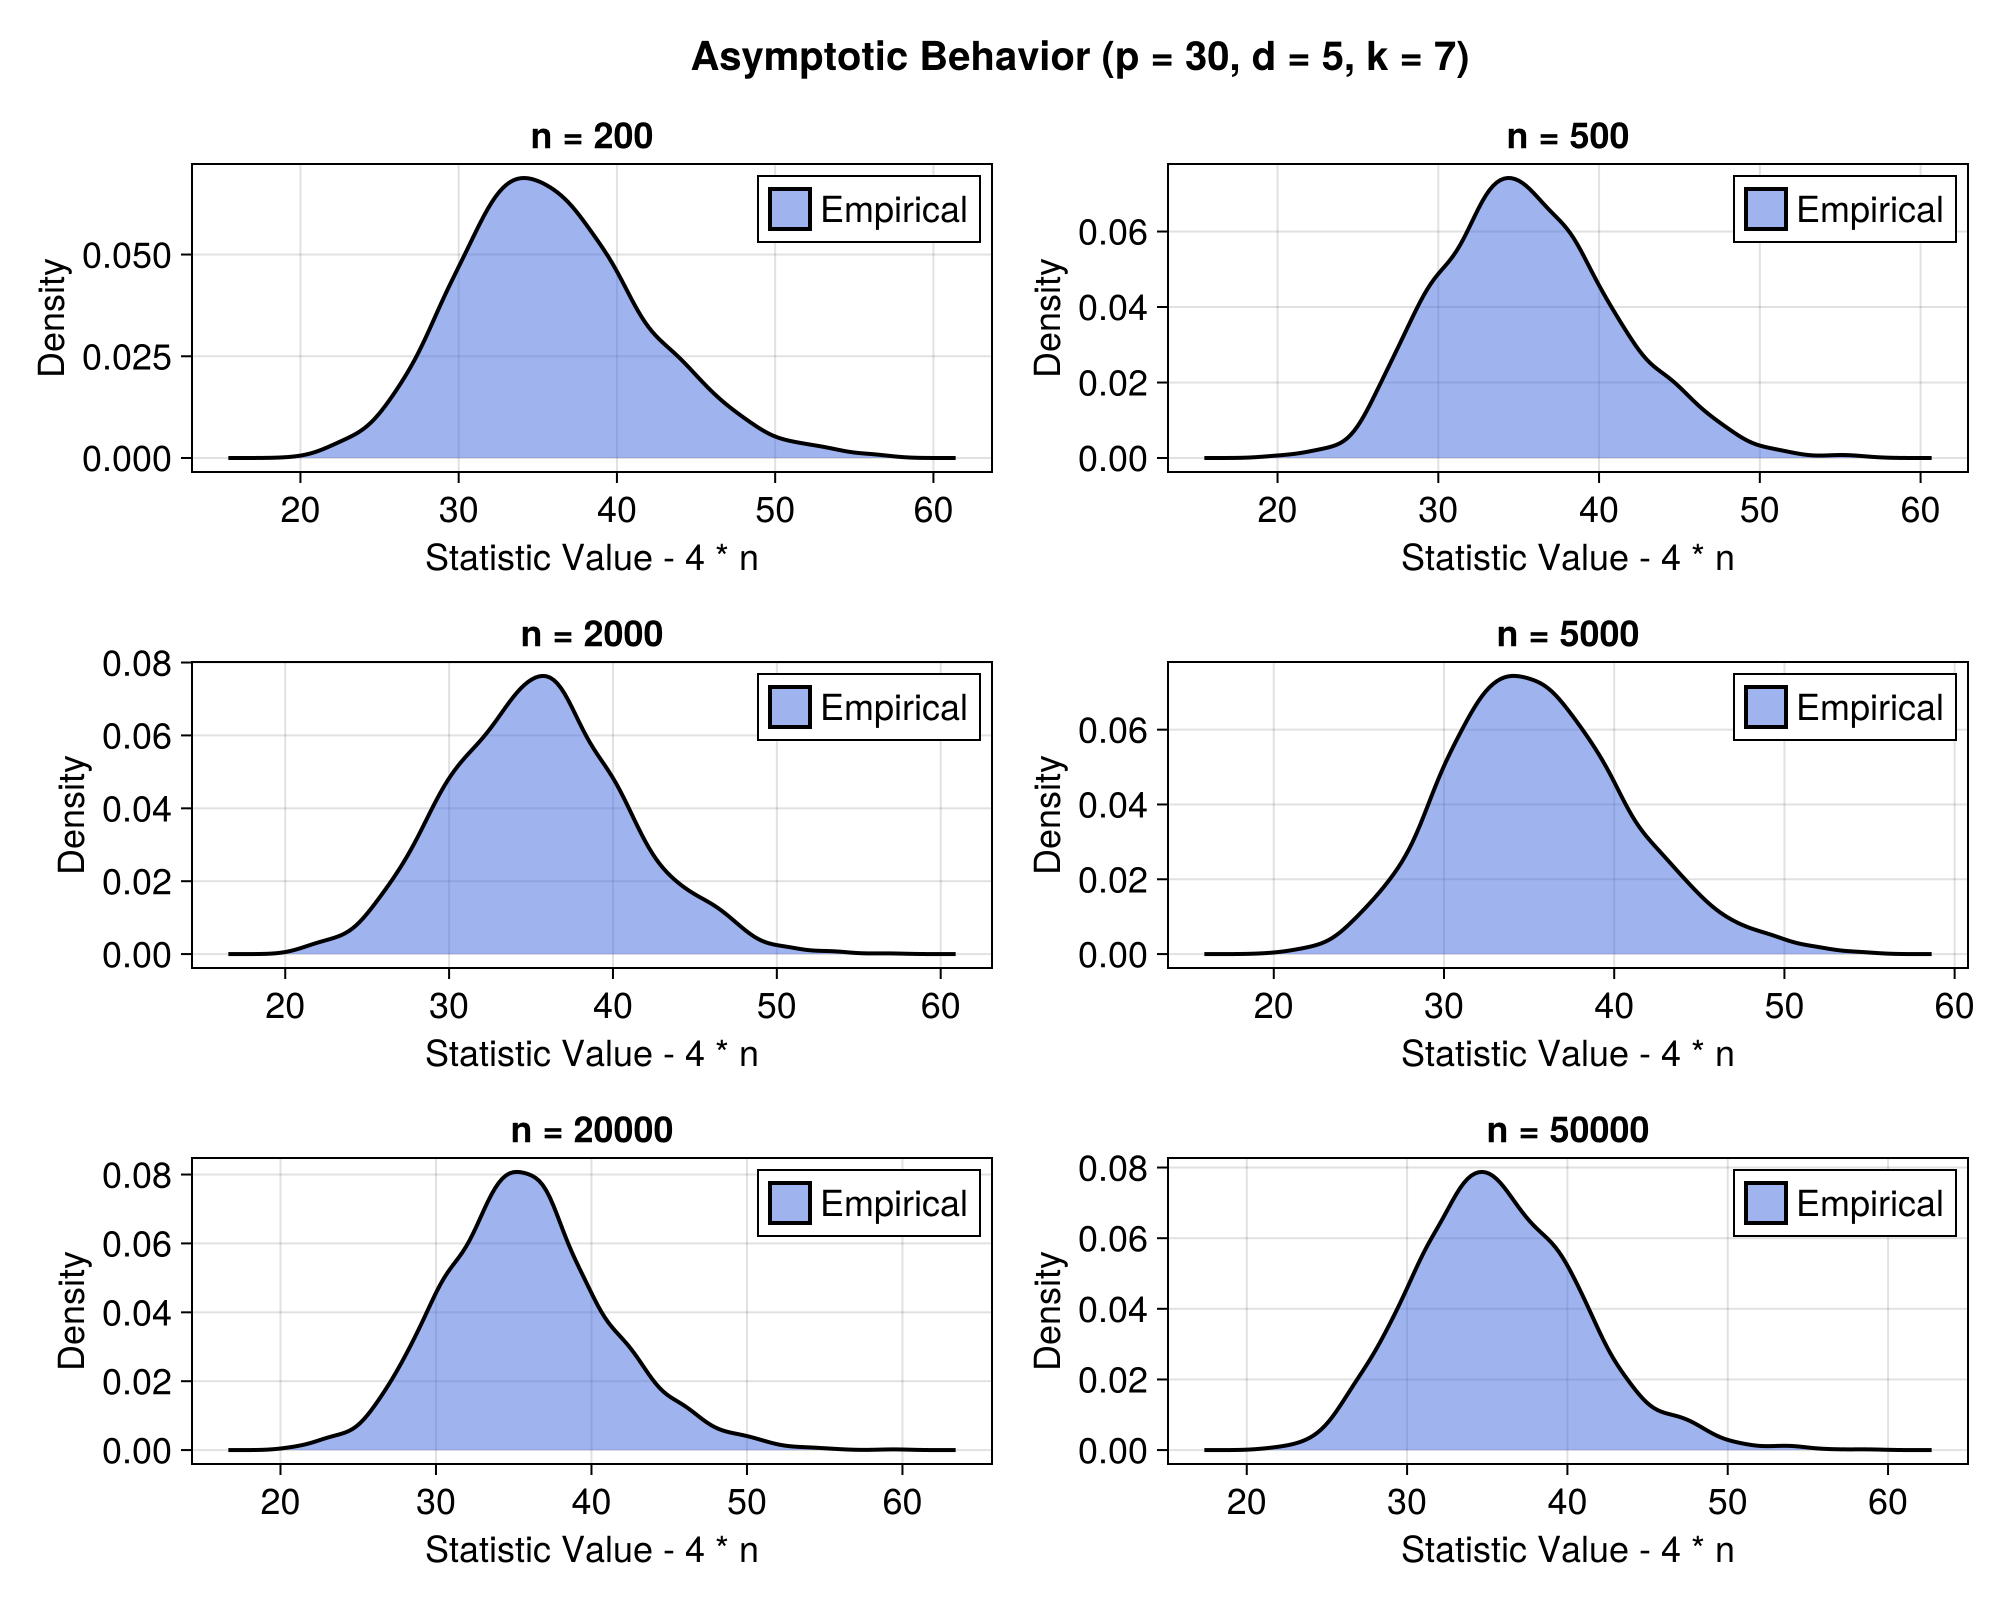 Asymptotic Behavior (p = 30, d = 5, k = 7)
n = 200
Empirical
Density
0.050
0.025
0.000
20 30 40 50 60
Statistic Value - 4 * n
n = 500
Empirical
Density
0.06
0.04
0.02
0.00
20 30 40 50 60
Statistic Value - 4 * n
n = 2000
Empirical
Density
0.08
0.06
0.04
0.02
0.00
20 30 40 50 60
Statistic Value - 4 * n
n = 5000
Empirical
Density
0.06
0.04
0.02
0.00
20 30 40 50 60
Statistic Value - 4 * n
n = 20000
Empirical
Density
0.08
0.06
0.04
0.02
0.00
20 30 40 50 60
Statistic Value - 4 * n
n = 50000
Empirical
Density
0.08
0.06
0.04
0.02
0.00
20 30 40 50 60
Statistic Value - 4 * n